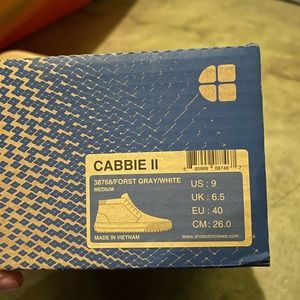 CABBIE II
38768/FORST GRAY/WHITE
MEDIUM
US : 9
UK : 6.5
EU : 40
CM : 26.0
MADE IN VIETNAM
www.shoesforcrews.com